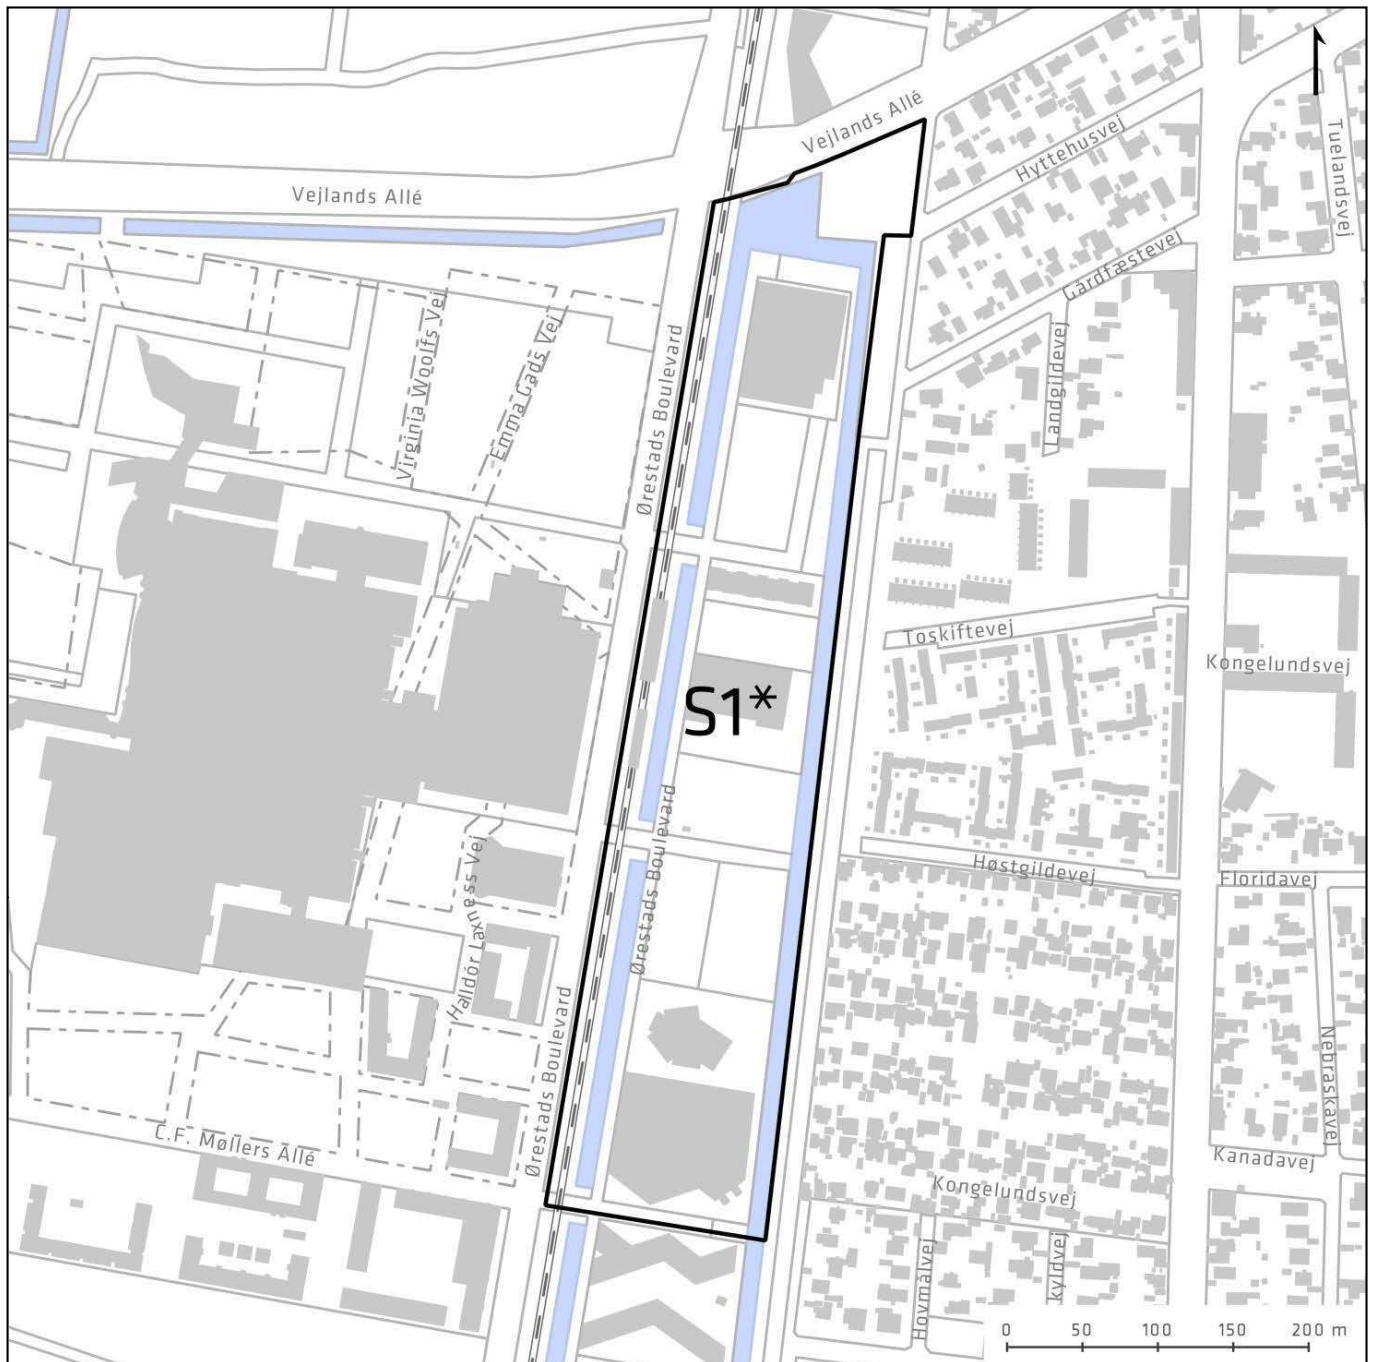 Vejlands Allé
Tuelandsvej
Hyttehusvej
Vejlands Allé
Gårdfæstevej
Virginia Woolfs Vej
Emma Gads Vej
Ørestads Boulevard
Landgildevej
Toskiftevej
Kongelundsvej
S1*
Ørestads Boulevard
Halldór Laxness Vej
Høstgildevej
Floridavej
Ørestads Boulevard
Nebraskavej
C.F. Møllers Allé
Kanadavej
Kongelundsvej
Hovmålvej
kyldvej
0 50 100 150 200 m